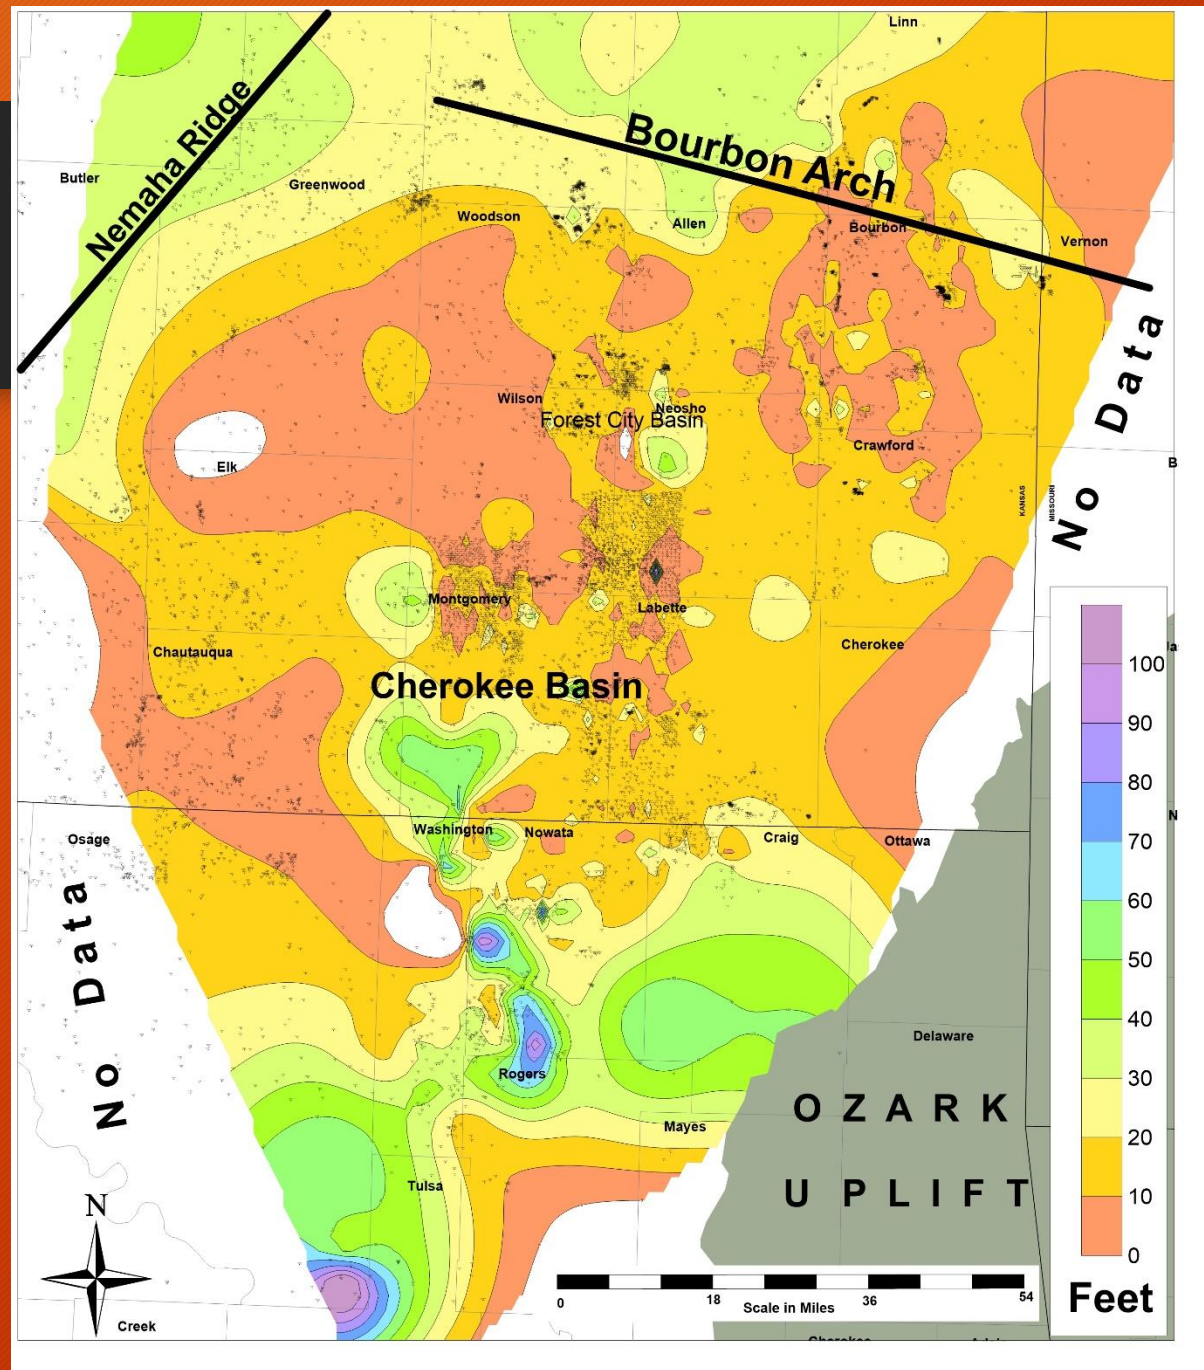 Linn
Nemaha Ridge
Bourbon Arch
Butler
Greenwood
Woodson
Allen
Bourbon
Vernon
No Data
Wilson
Neosho
Forest City Basin
Crawford
Elk
B
KANSAS
MISSOURI
Montgomery
Labette
Chautauqua
Cherokee
Cherokee Basin
100
90
80
70
60
50
40
30
20
10
0
Feet
N
Washington
Nowata
Craig
Ottawa
Osage
No Data
Delaware
Rogers
OZARK
UPLIFT
Mayes
Tulsa
N
0
18
36
54
Scale in Miles
Creek